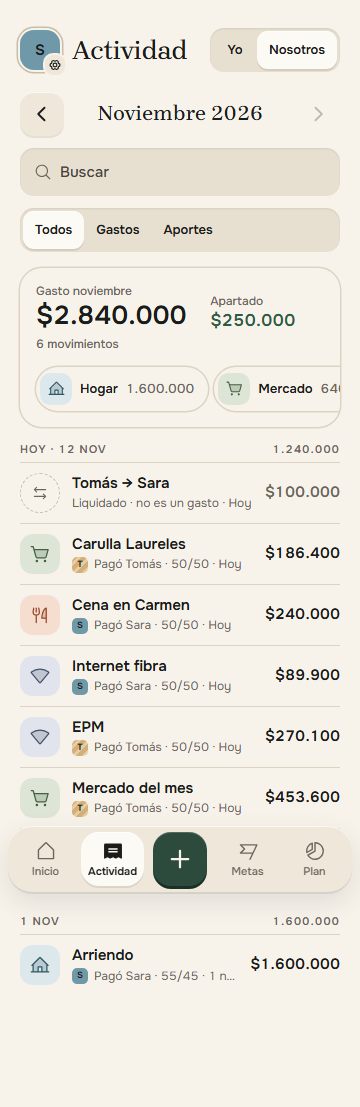 S
Actividad
Yo
Nosotros
Noviembre 2026
Buscar
Todos
Gastos
Aportes
Gasto noviembre
$2.840.000
Apartado
$250.000
6 movimientos
Hogar 1.600.000
Mercado
HOY · 12 NOV 1.240.000
Tomás → Sara
Liquidado · no es un gasto · Hoy
$100.000
Carulla Laureles
T Pagó Tomás · 50/50 · Hoy
$186.400
Cena en Carmen
S Pagó Sara · 50/50 · Hoy
$240.000
Internet fibra
S Pagó Sara · 50/50 · Hoy
$89.900
EPM
T Pagó Tomás · 50/50 · Hoy
$270.100
Mercado del mes
T Pagó Tomás · 50/50 · Hoy
$453.600
Inicio
Actividad
Metas
Plan
1 NOV 1.600.000
Arriendo
S Pagó Sara · 55/45 · 1 n...
$1.600.000